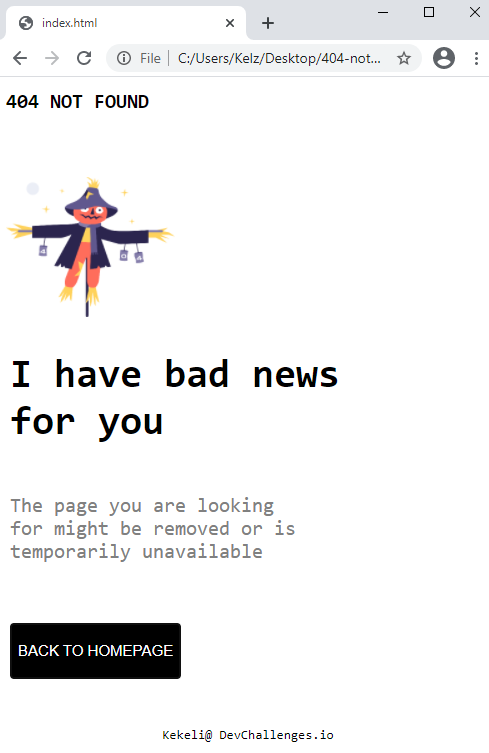 index.html
File
C:/Users/Kelz/Desktop/404-not...
404 NOT FOUND
I have bad news
for you
The page you are looking
for might be removed or is
temporarily unavailable
BACK TO HOMEPAGE
Kekeli@ DevChallenges.io